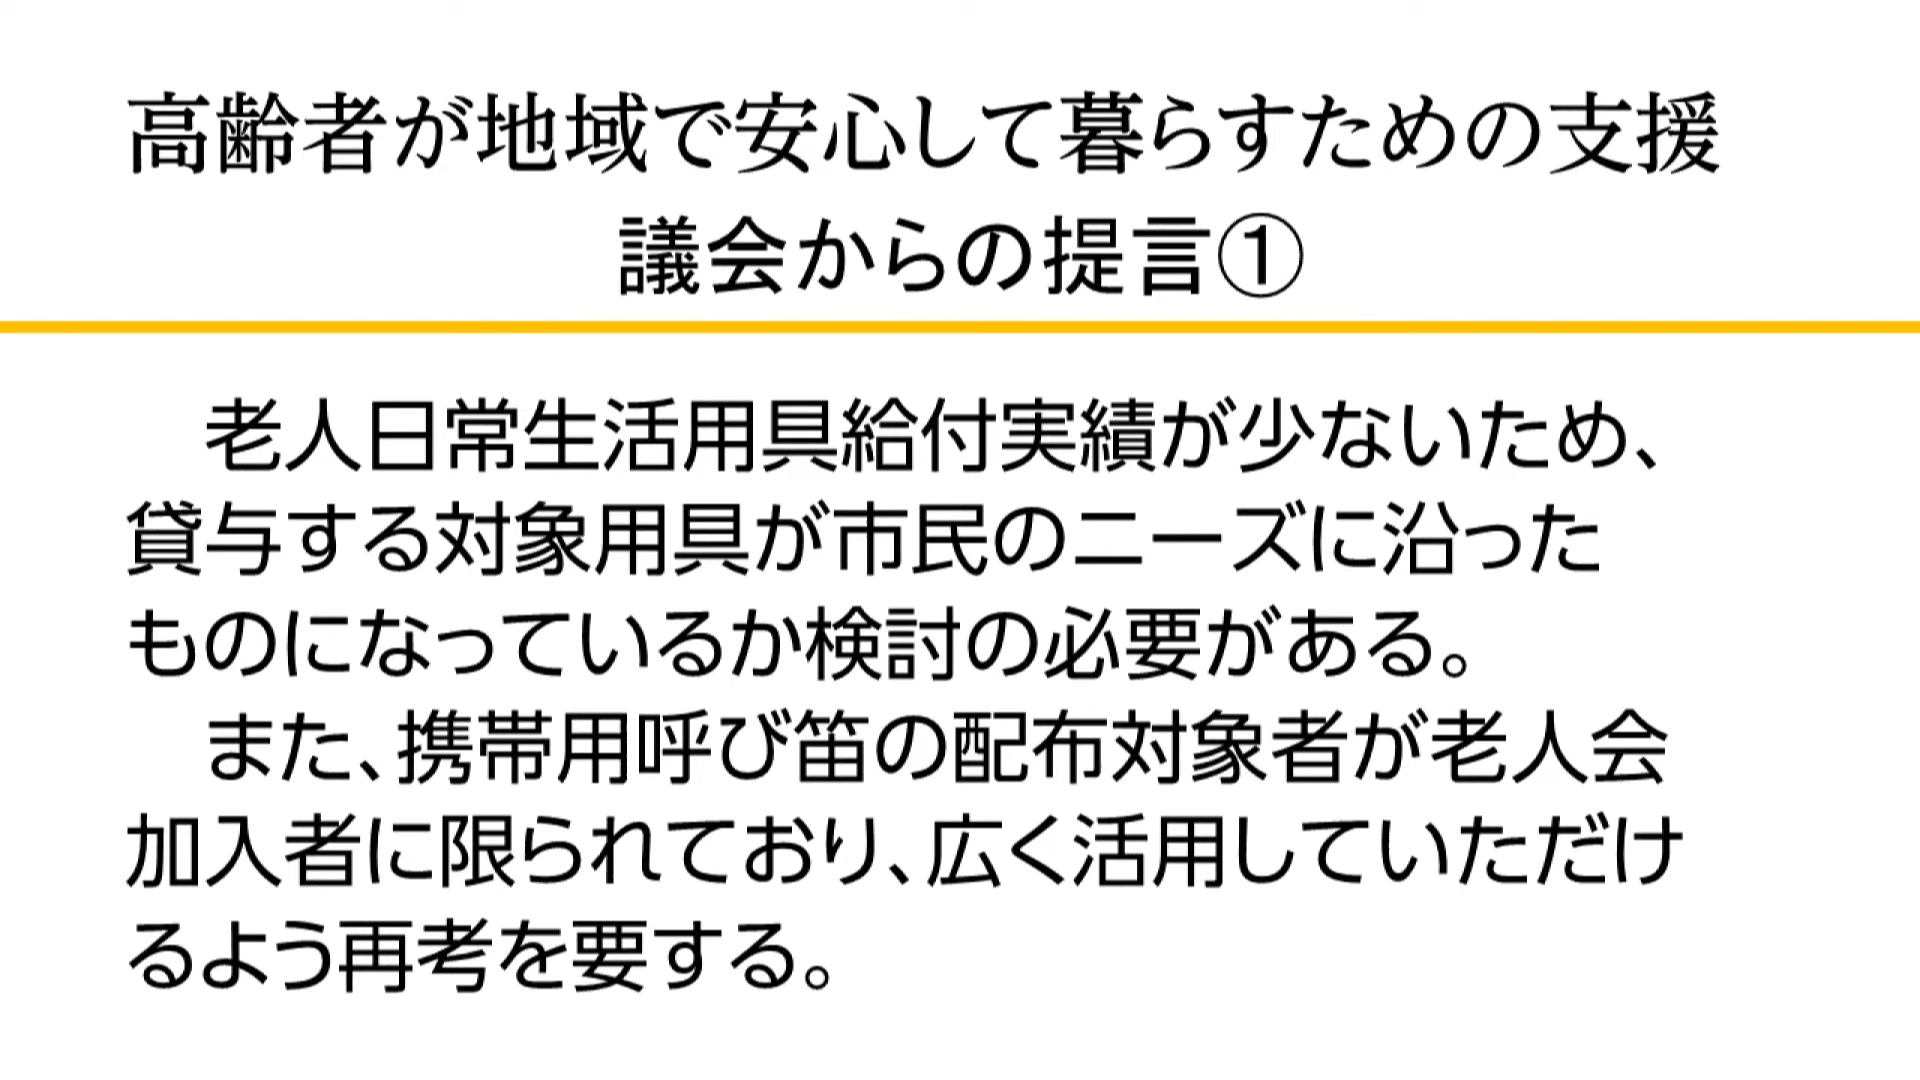 高齢者が地域で安心して暮らすための支援
議会からの提言①
老人日常生活用具給付実績が少ないため、
貸与する対象用具が市民のニーズに沿った
ものになっているか検討の必要がある。
また、携帯用呼び笛の配布対象者が老人会
加入者に限られており、広く活用していただけ
るよう再考を要する。